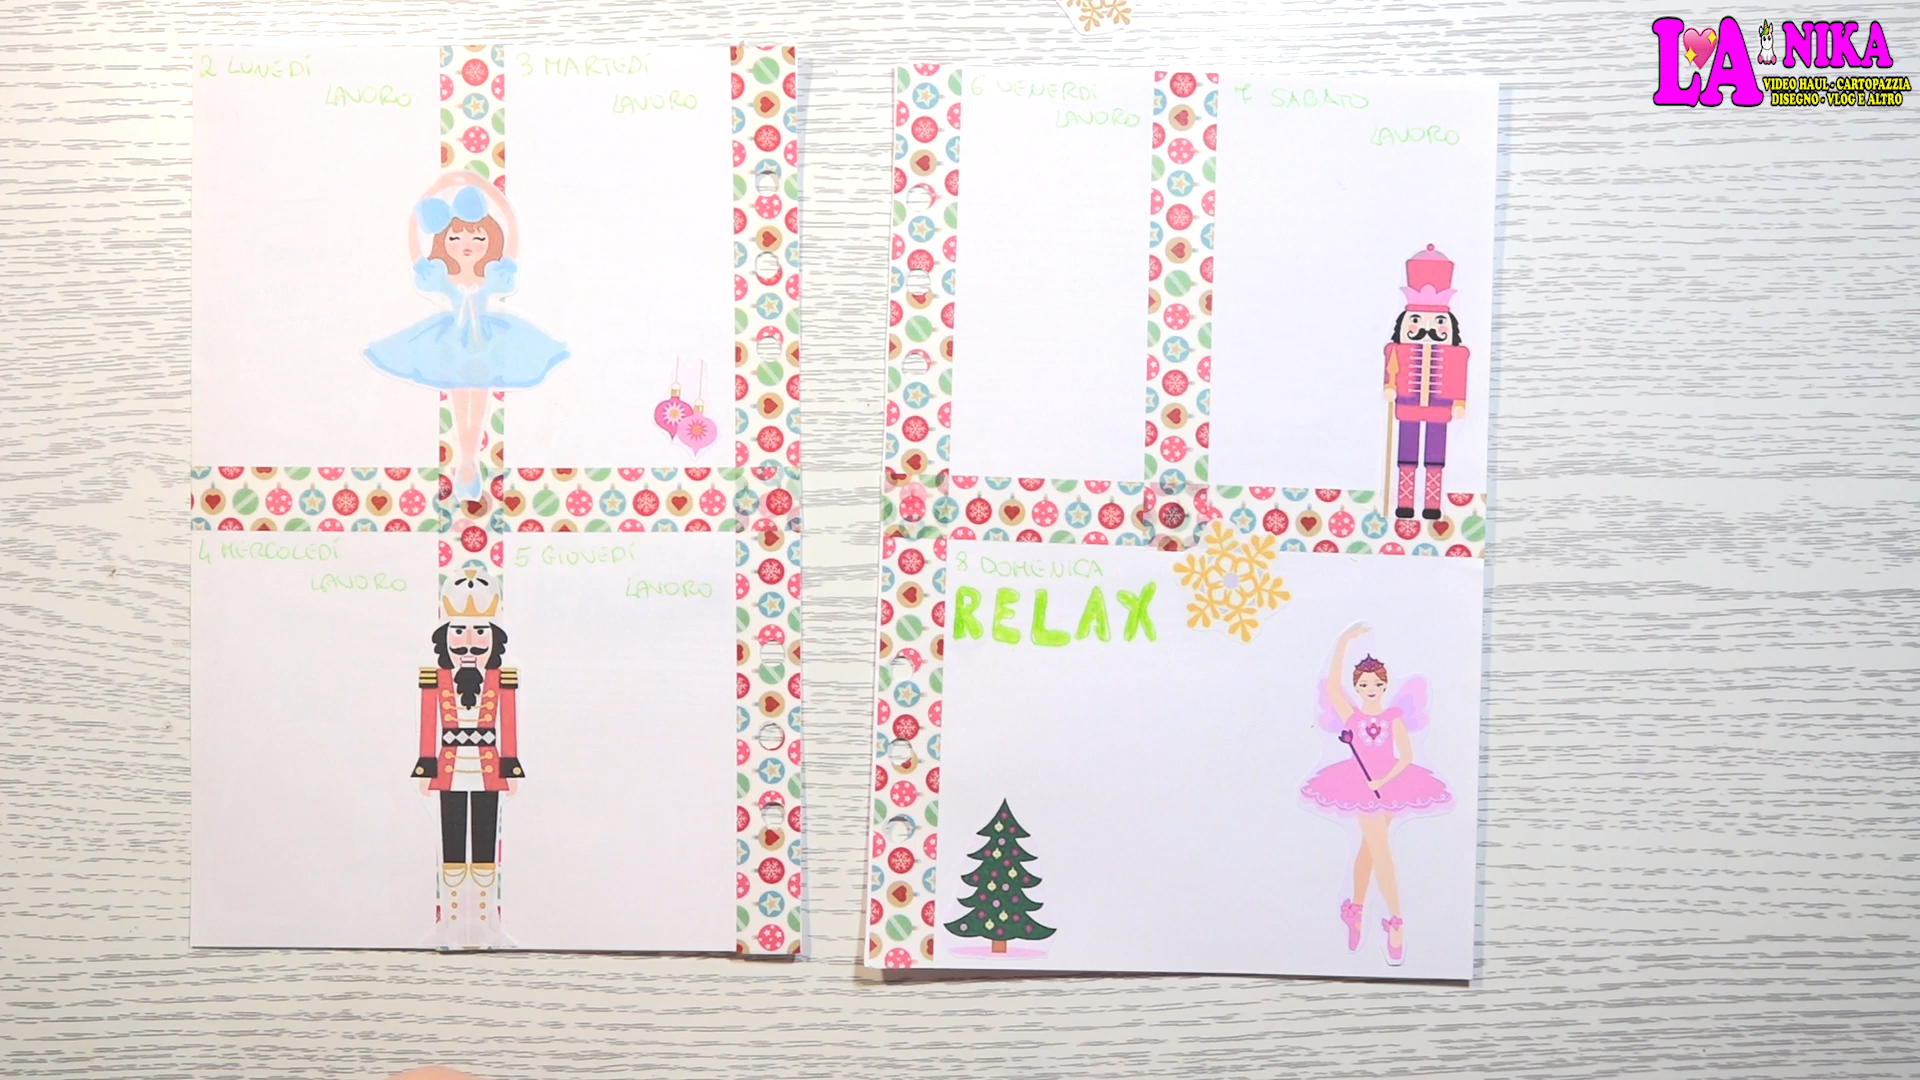 2 LUNEDÌ
LAVORO
3 MARTEDÌ
LAVORO
4 MERCOLEDÌ
LAVORO
5 GIOVEDÌ
LAVORO
6 VENERDÌ
LAVORO
7 SABATO
LAVORO
8 DOMENICA
RELAX
LA NIKA
VIDEO HAUL - CARTOPAZZIA
DISEGNO - VLOG E ALTRO